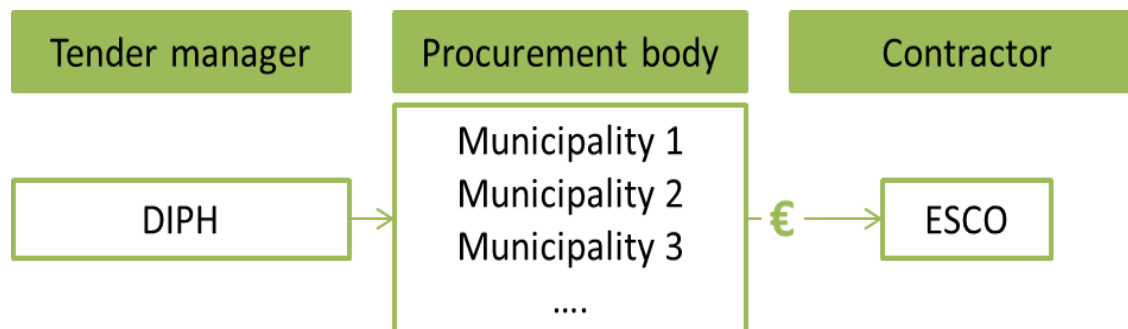 Tender manager
Procurement body
Contractor
DIPH
Municipality 1
Municipality 2
Municipality 3
....
€
ESCO